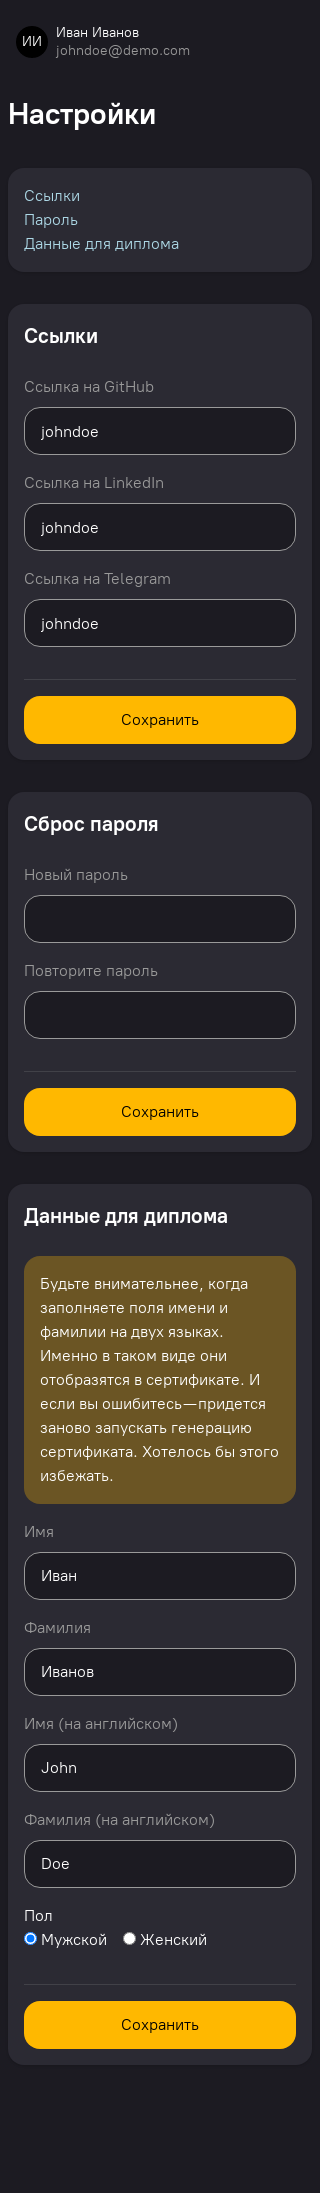 ИИ
Иван Иванов
johndoe@demo.com
Настройки
Ссылки
Пароль
Данные для диплома
Ссылки
Ссылка на GitHub
johndoe
Ссылка на LinkedIn
johndoe
Ссылка на Telegram
johndoe
Сохранить
Сброс пароля
Новый пароль
Повторите пароль
Сохранить
Данные для диплома
Будьте внимательнее, когда
заполняете поля имени и
фамилии на двух языках.
Именно в таком виде они
отобразятся в сертификате. И
если вы ошибитесь—придется
заново запускать генерацию
сертификата. Хотелось бы этого
избежать.
Имя
Иван
Фамилия
Иванов
Имя (на английском)
John
Фамилия (на английском)
Doe
Пол
Мужской Женский
Сохранить